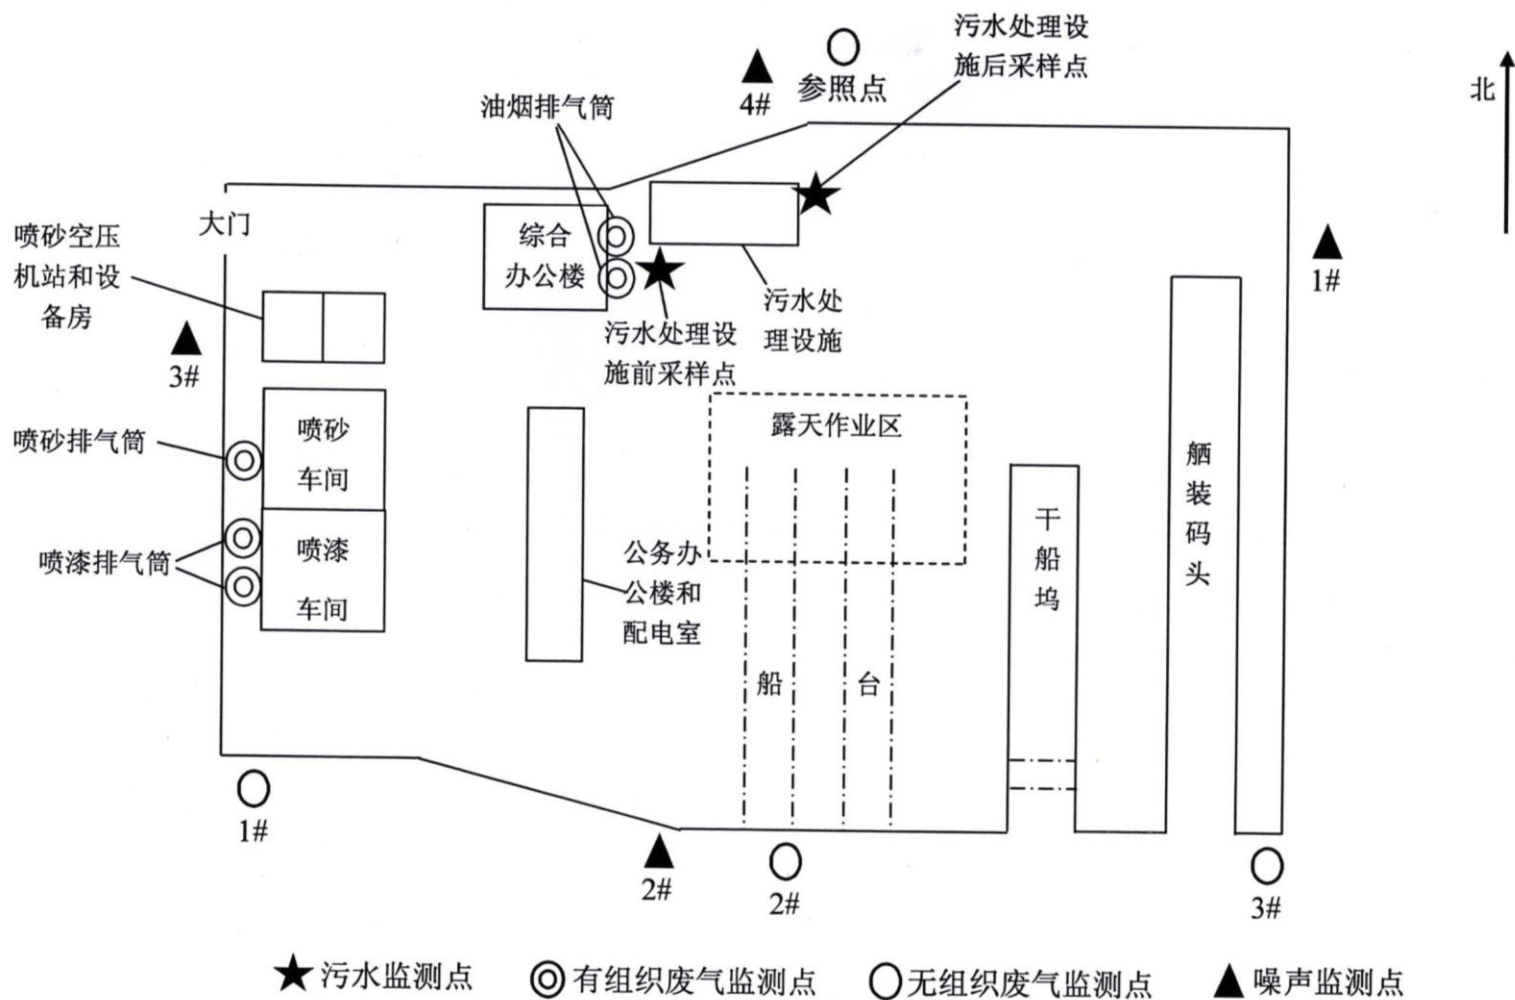 污水处理设
施后采样点
参照点
4#
北
油烟排气筒
大门
喷砂空压
机站和设
备房
综合
办公楼
1#
污水处
理设施
污水处理设
施前采样点
3#
喷砂排气筒
喷砂
车间
露天作业区
舾装码头
干船坞
喷漆排气筒
喷漆
车间
公务办
公楼和
配电室
船 台
1#
2#
2#
3#
污水监测点 有组织废气监测点 无组织废气监测点 噪声监测点